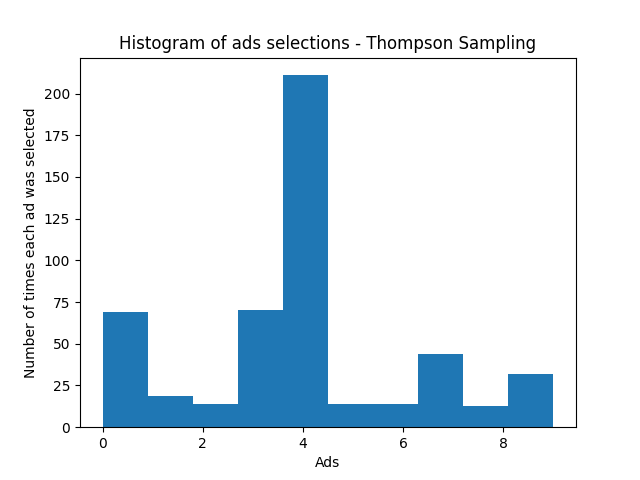 Histogram of ads selections - Thompson Sampling
Number of times each ad was selected
200
175
150
125
100
75
50
25
0
0 2 4 6 8
Ads